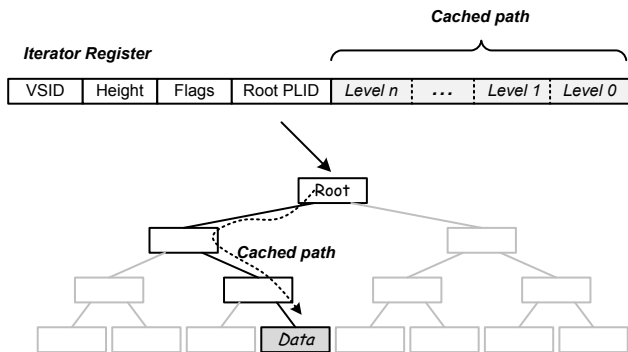 Cached path
Iterator Register
VSID Height Flags Root PLID Level n ... Level 1 Level 0
Root
Cached path
Data